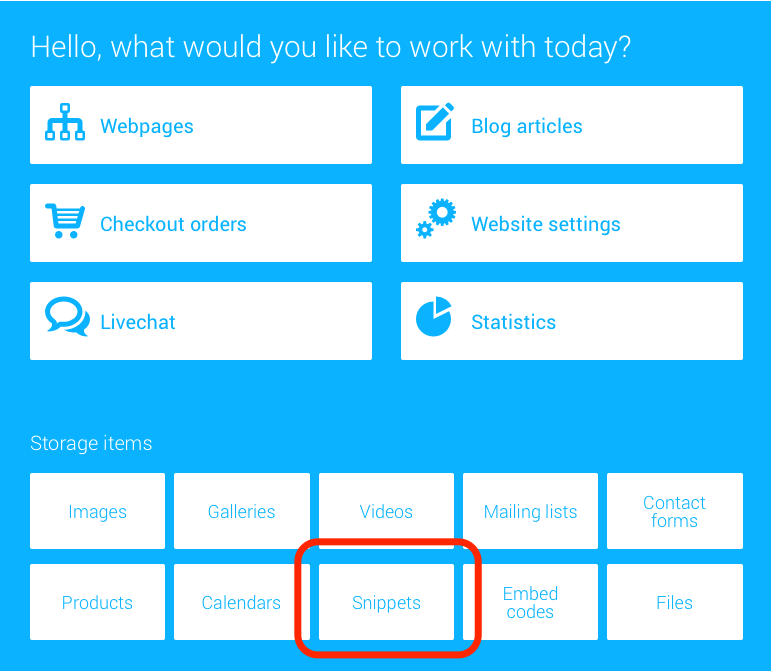 Hello, what would you like to work with today?
Webpages
Blog articles
Checkout orders
Website settings
Livechat
Statistics
Storage items
Images
Galleries
Videos
Mailing lists
Contact
forms
Products
Calendars
Snippets
Embed
codes
Files